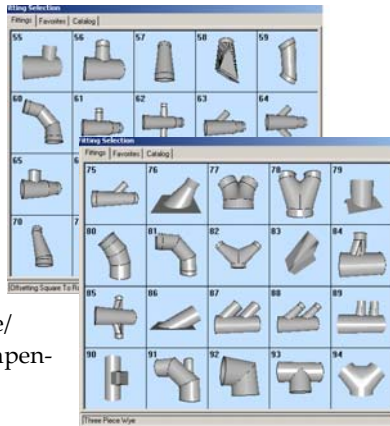 itting Selection
Fittings Favorites Catalog
55 56 57 58 59
60 61 62 63 64
65
70
Offsetting Square To R
itting Selection
Fittings Favorites Catalog
75 76 77 78 79
80 81 82 83 84
85 86 87 88 89
90 91 92 93 94
Three Piece Wye
e/
npen-